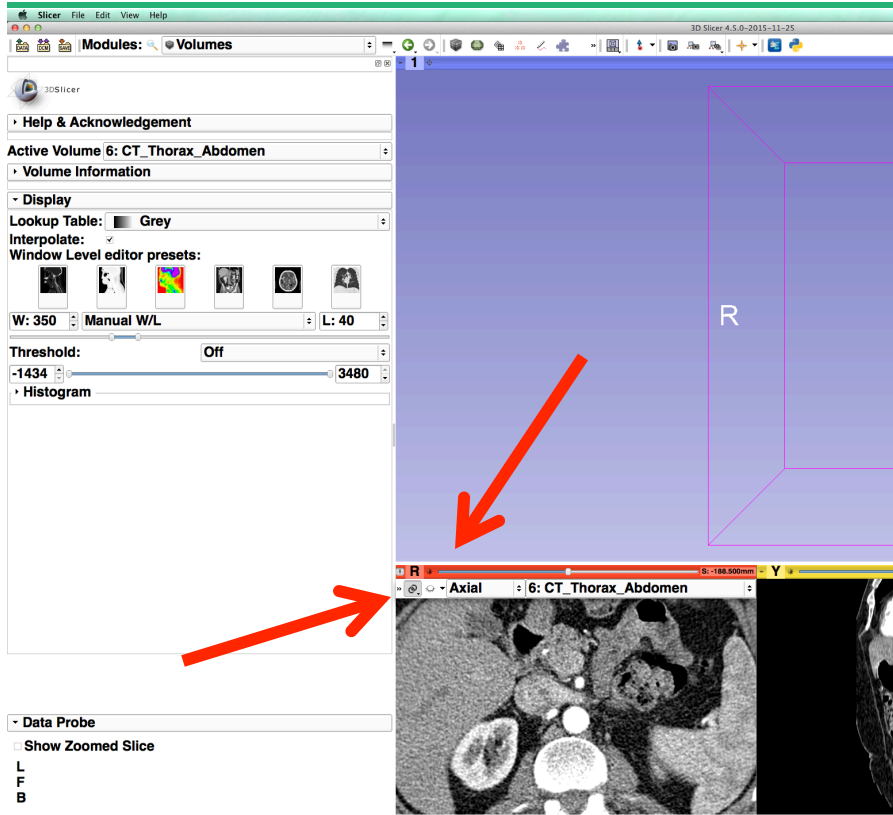 Slicer File Edit View Help
3D Slicer 4.5.0-2015-11-25
DATA DCM SAVE Modules: Volumes
1
3DSlicer
Help & Acknowledgement
Active Volume 6: CT_Thorax_Abdomen
Volume Information
Display
Lookup Table: Grey
Interpolate:
Window Level editor presets:
W: 350 Manual W/L L: 40
R
Threshold: Off
-1434 3480
Histogram
R S: -188.500mm Y
Axial 6: CT_Thorax_Abdomen
Data Probe
Show Zoomed Slice
L
F
B